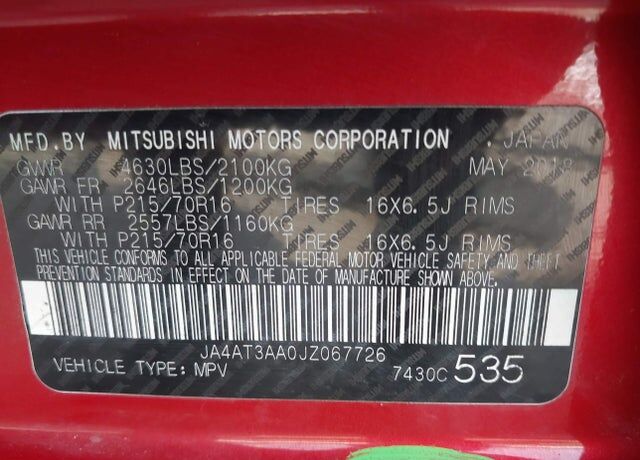 MFD.BY MITSUBISHI MOTORS CORPORATION . JAPAN
GVWR 4630LBS/2100KG MAY 2018
GAWR FR 2646LBS/1200KG
WITH P215/70R16 TIRES 16X6.5J RIMS
GAWR RR 2557LBS/1160KG
WITH P215/70R16 TIRES 16X6.5J RIMS
THIS VEHICLE CONFORMS TO ALL APPLICABLE FEDERAL MOTOR VEHICLE SAFETY AND THEFT
PREVENTION STANDARDS IN EFFECT ON THE DATE OF MANUFACTURE SHOWN ABOVE.
JA4AT3AA0JZ067726
VEHICLE TYPE: MPV 7430C 535